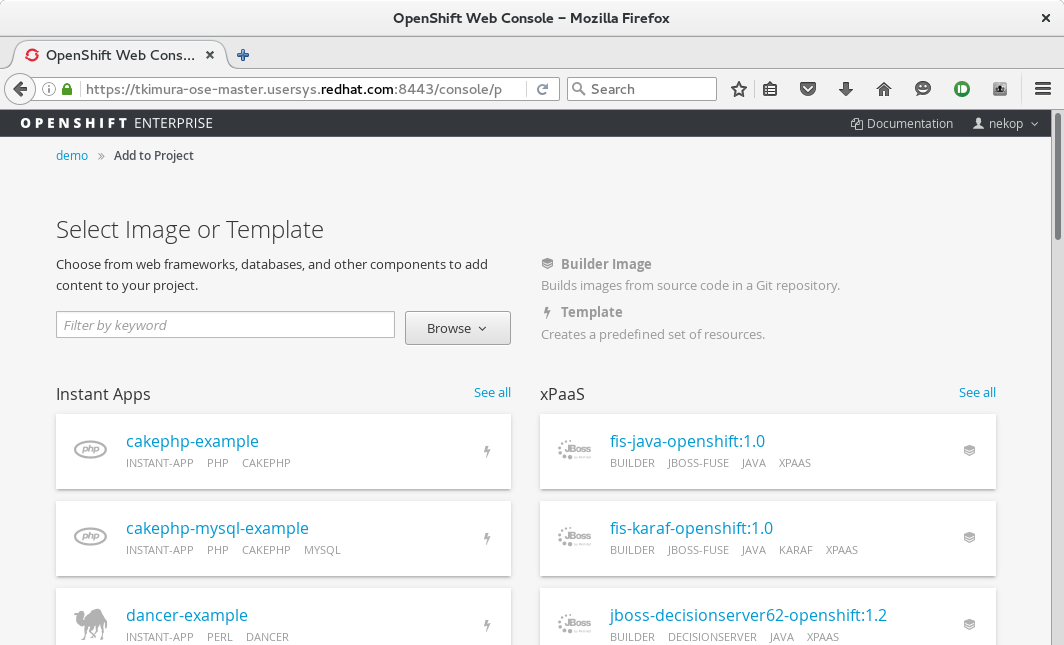 OpenShift Web Console – Mozilla Firefox
OpenShift Web Cons...
https://tkimura-ose-master.usersys.redhat.com:8443/console/p
Search
OPENSHIFT ENTERPRISE
Documentation
nekop
demo » Add to Project
Select Image or Template
Choose from web frameworks, databases, and other components to add
content to your project.
Filter by keyword
Browse
Builder Image
Builds images from source code in a Git repository.
Template
Creates a predefined set of resources.
Instant Apps
See all
php
cakephp-example
INSTANT-APP PHP CAKEPHP
php
cakephp-mysql-example
INSTANT-APP PHP CAKEPHP MYSQL
dancer-example
INSTANT-APP PERL DANCER
xPaaS
See all
JBoss
fis-java-openshift:1.0
BUILDER JBOSS-FUSE JAVA XPAAS
JBoss
fis-karaf-openshift:1.0
BUILDER JBOSS-FUSE JAVA KARAF XPAAS
JBoss
jboss-decisionserver62-openshift:1.2
BUILDER DECISIONSERVER JAVA XPAAS